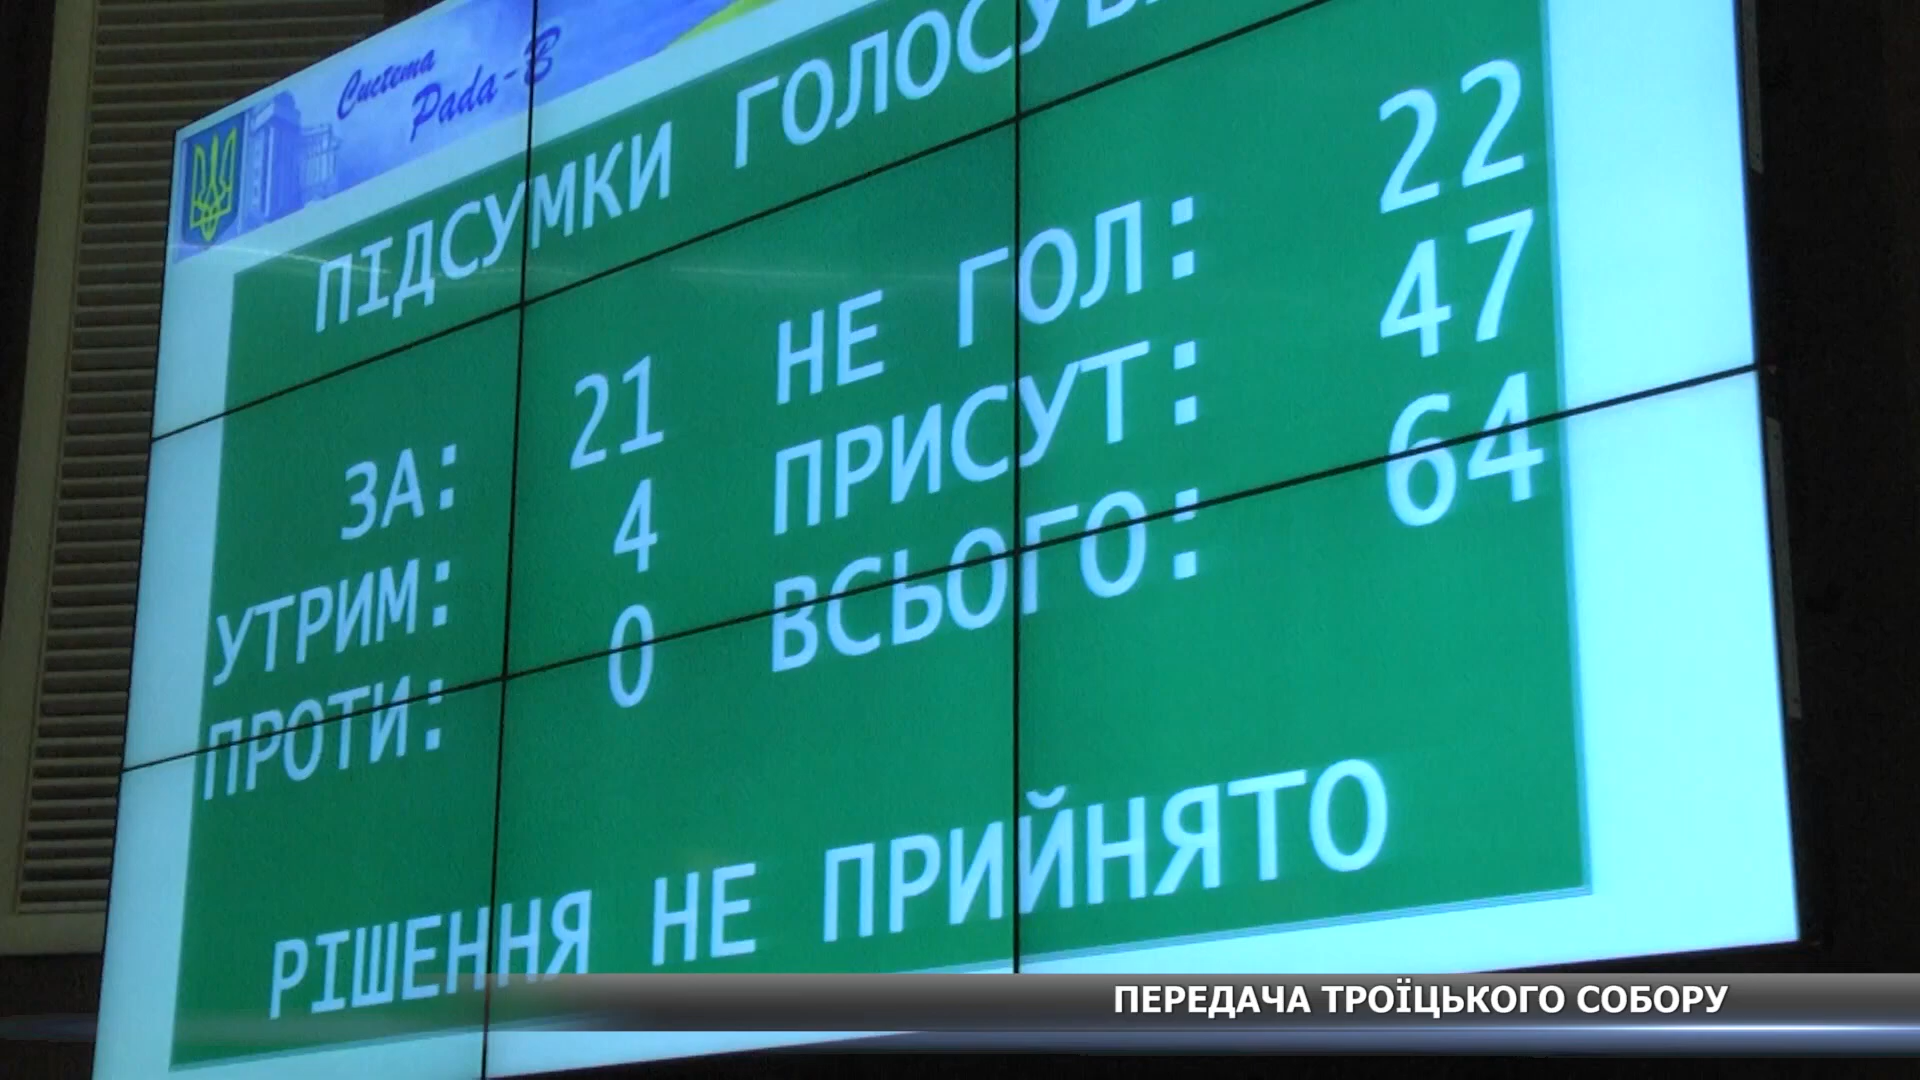 Система
Рада-В
ПІДСУМКИ
ЗА: 21 НЕ ГОЛ: 22
УТРИМ: 4 ПРИСУТ: 47
ПРОТИ: 0 ВСЬОГО: 64
РІШЕННЯ НЕ ПРИЙНЯТО
ПЕРЕДАЧА ТРОЇЦЬКОГО СОБОРУ